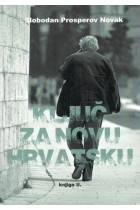 Slobodan Prosperov Novak
KLJUČ
ZA NOVU
HRVATSKU
knjiga II.